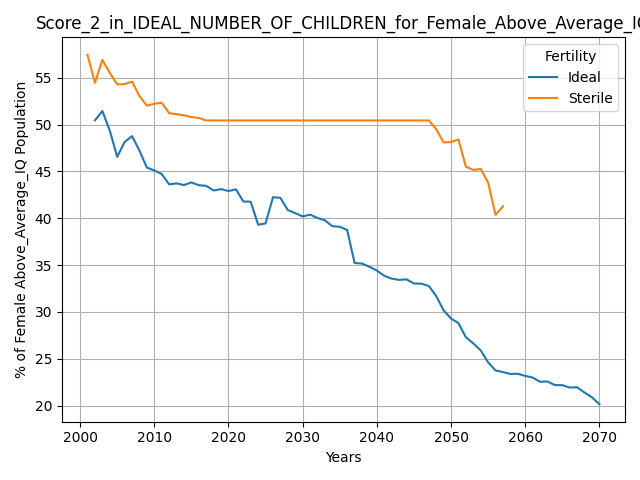 Score_2_in_IDEAL_NUMBER_OF_CHILDREN_for_Female_Above_Average_IQ
Fertility
Ideal
Sterile
% of Female Above_Average_IQ Population
55
50
45
40
35
30
25
20
2000 2010 2020 2030 2040 2050 2060 2070
Years